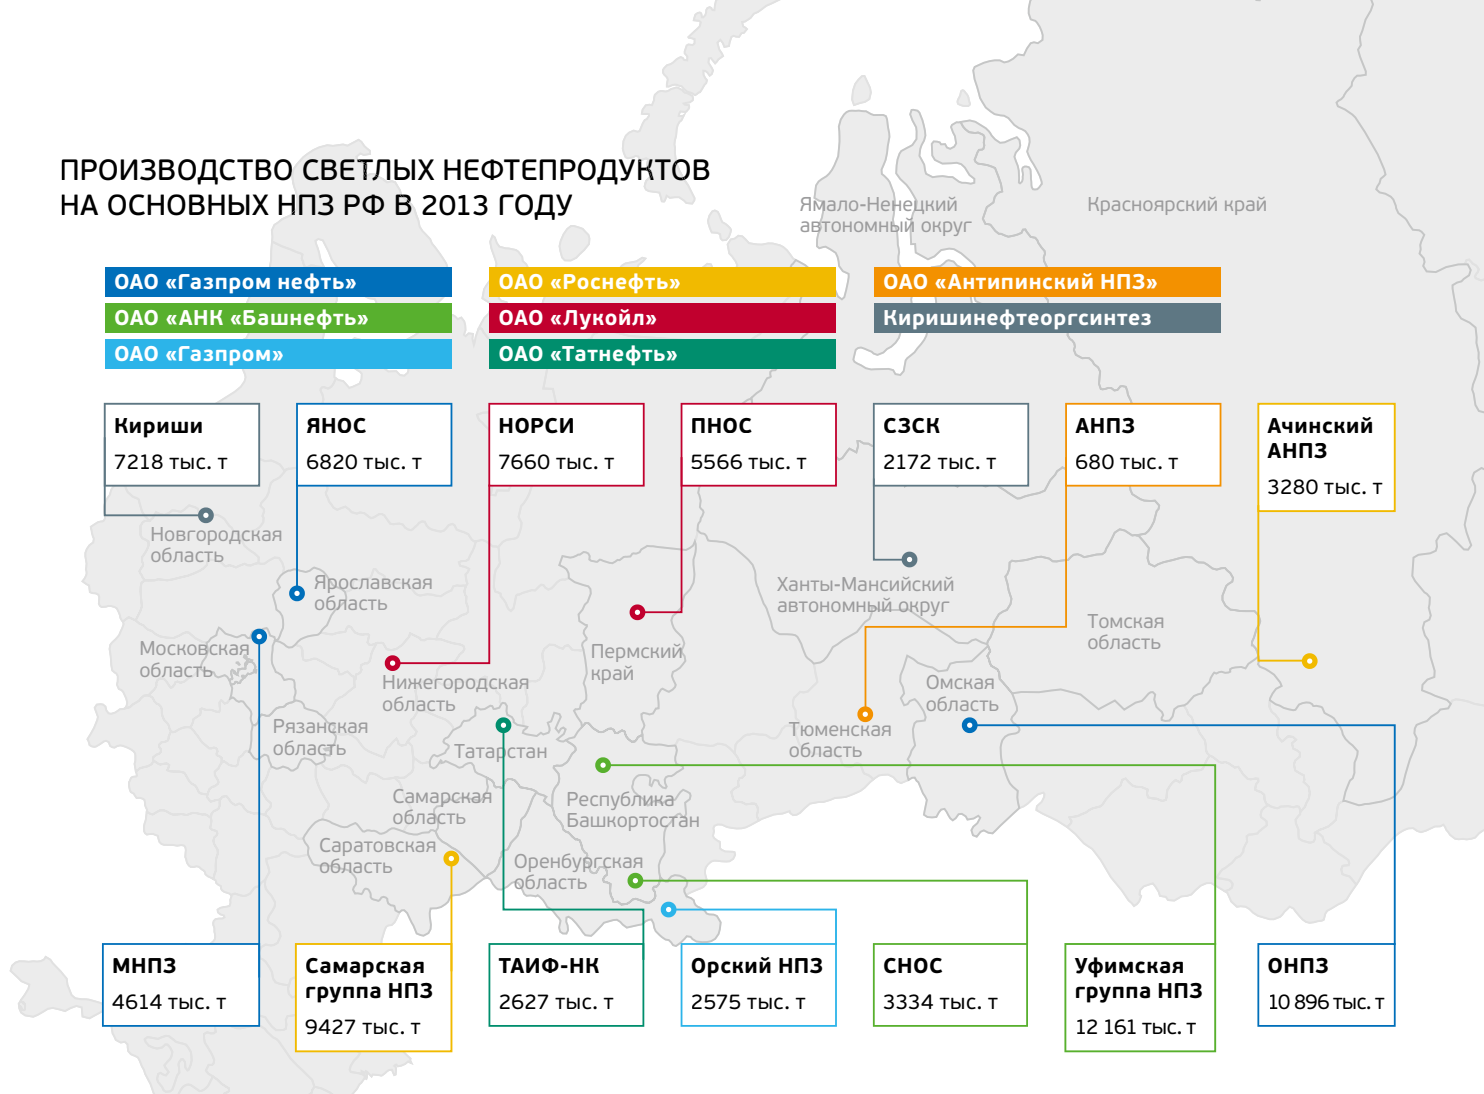 ПРОИЗВОДСТВО СВЕТЛЫХ НЕФТЕПРОДУКТОВ
НА ОСНОВНЫХ НПЗ РФ В 2013 ГОДУ
Ямало-Ненецкий
автономный округ
Красноярский край
ОАО «Газпром нефть»
ОАО «АНК «Башнефть»
ОАО «Газпром»
ОАО «Роснефть»
ОАО «Лукойл»
ОАО «Татнефть»
ОАО «Антипинский НПЗ»
Киришинефтеоргсинтез
Кириши
7218 тыс. т
ЯНОС
6820 тыс. т
НОРСИ
7660 тыс. т
ПНОС
5566 тыс. т
СЗСК
2172 тыс. т
АНПЗ
680 тыс. т
Ачинский
АНПЗ
3280 тыс. т
Новгородская
область
Ярославская
область
Ханты-Мансийский
автономный округ
Томская
область
Московская
область
Пермский
край
Нижегородская
область
Омская
область
Рязанская
область
Тюменская
область
Татарстан
Самарская
область
Республика
Башкортостан
Саратовская
область
Оренбургская
область
МНПЗ
4614 тыс. т
Самарская
группа НПЗ
9427 тыс. т
ТАИФ-НК
2627 тыс. т
Орский НПЗ
2575 тыс. т
СНОС
3334 тыс. т
Уфимская
группа НПЗ
12 161 тыс. т
ОНПЗ
10 896 тыс. т